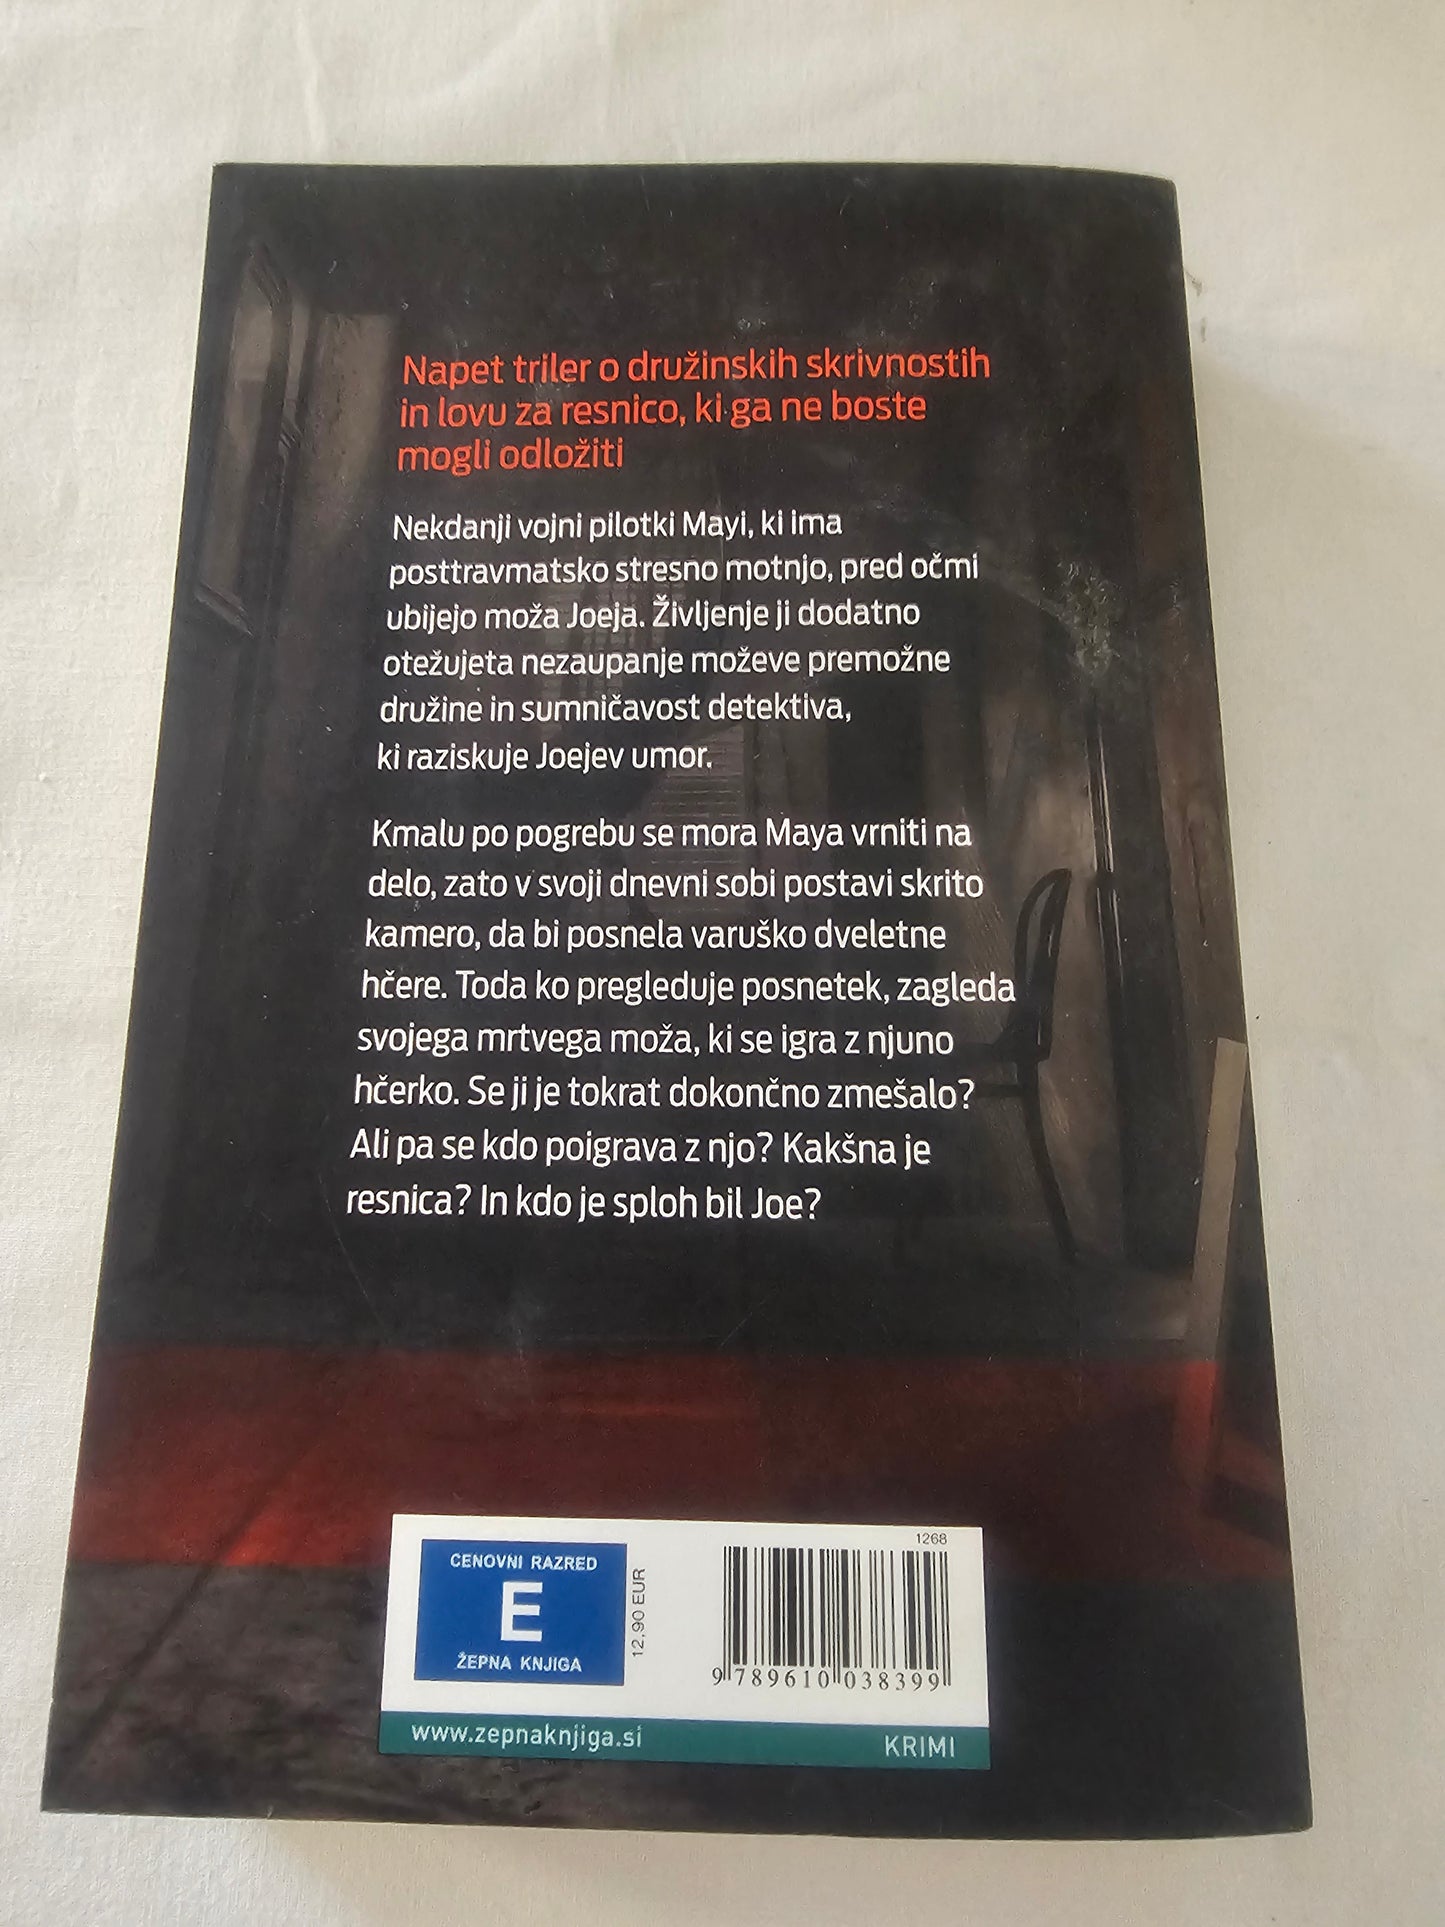 Napet triler o družinskih skrivnostih
in lovu za resnico, ki ga ne boste
mogli odložiti
Nekdanji vojni pilotki Mayi, ki ima
posttravmatsko stresno motnjo, pred očmi
ubijejo moža Joeja. Življenje ji dodatno
otežujeta nezaupanje moževe premožne
družine in sumničavost detektiva,
ki raziskuje Joejev umor.
Kmalu po pogrebu se mora Maya vrniti na
delo, zato v svoji dnevni sobi postavi skrito
kamero, da bi posnela varuško dveletne
hčere. Toda ko pregleduje posnetek, zagleda
svojega mrtvega moža, ki se igra z njuno
hčerko. Se ji je tokrat dokončno zmešalo?
Ali pa se kdo poigrava z njo? Kakšna je
resnica? In kdo je sploh bil Joe?
CENOVNI RAZRED
E
ŽEPNA KNJIGA
12,90 EUR
1268
9 789610 038399
www.zepnaknjiga.si
KRIMI